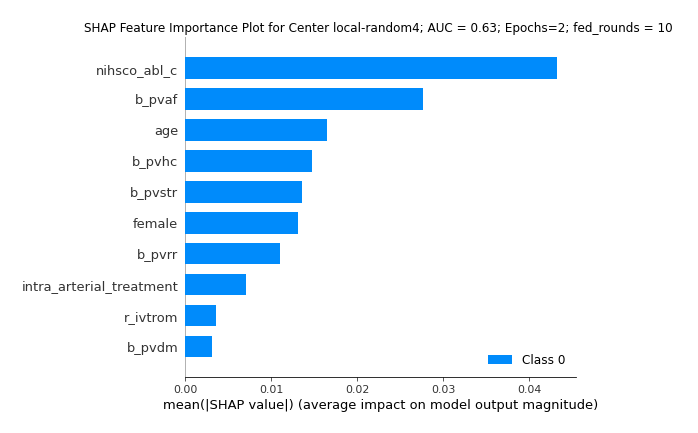 SHAP Feature Importance Plot for Center local-random4; AUC = 0.63; Epochs=2; fed_rounds = 10
nihsco_abl_c
b_pvaf
age
b_pvhc
b_pvstr
female
b_pvrr
intra_arterial_treatment
r_ivtrom
b_pvdm
Class 0
0.00 0.01 0.02 0.03 0.04
mean(|SHAP value|) (average impact on model output magnitude)